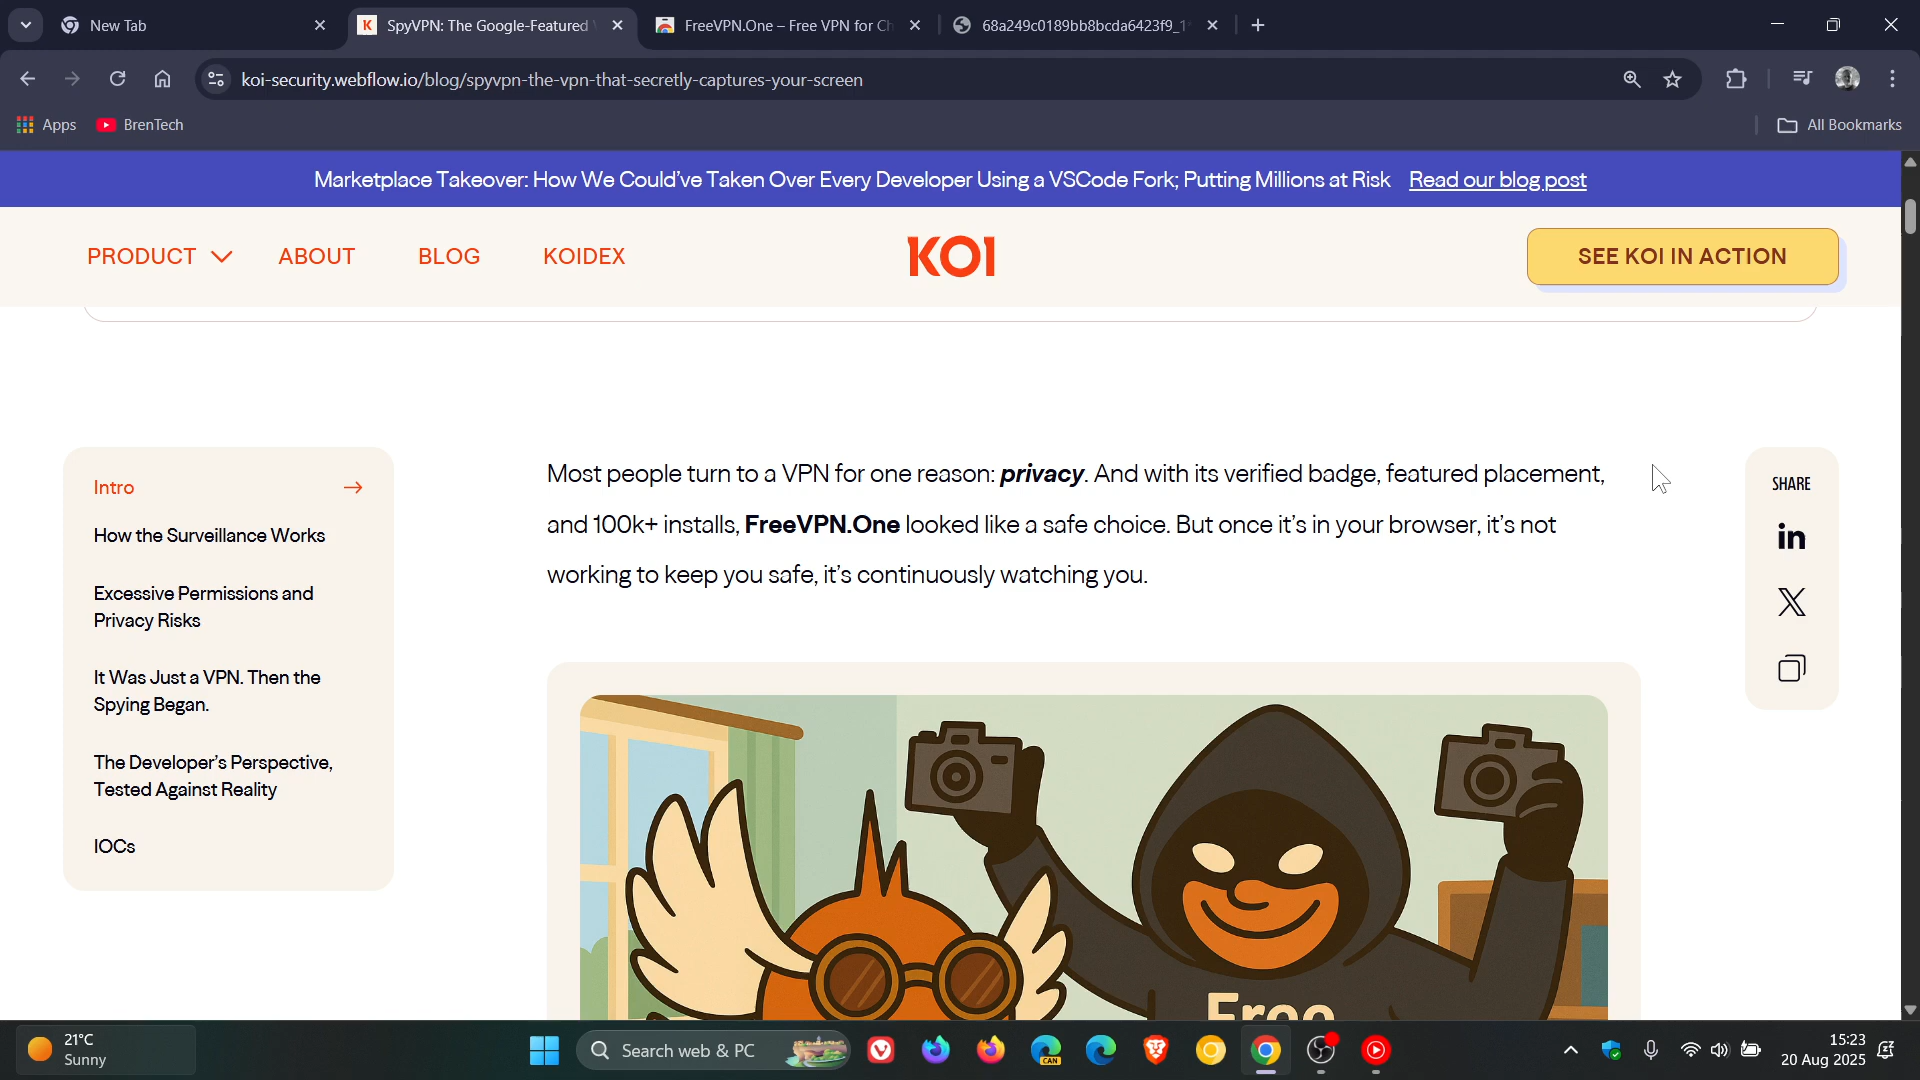 New Tab
SpyVPN: The Google-Featured
FreeVPN.One – Free VPN for Ch
68a249c0189bb8bcda6423f9_1
koi-security.webflow.io/blog/spyvpn-the-vpn-that-secretly-captures-your-screen
Apps
BrenTech
All Bookmarks
Marketplace Takeover: How We Could’ve Taken Over Every Developer Using a VSCode Fork; Putting Millions at Risk Read our blog post
PRODUCT
ABOUT
BLOG
KOIDEX
KOI
SEE KOI IN ACTION
Intro
How the Surveillance Works
Excessive Permissions and
Privacy Risks
It Was Just a VPN. Then the
Spying Began.
The Developer’s Perspective,
Tested Against Reality
IOCs
Most people turn to a VPN for one reason: privacy. And with its verified badge, featured placement,
and 100k+ installs, FreeVPN.One looked like a safe choice. But once it’s in your browser, it’s not
working to keep you safe, it’s continuously watching you.
SHARE
in
X
Free
21°C
Sunny
Search web & PC
CAN
15:23
20 Aug 2025